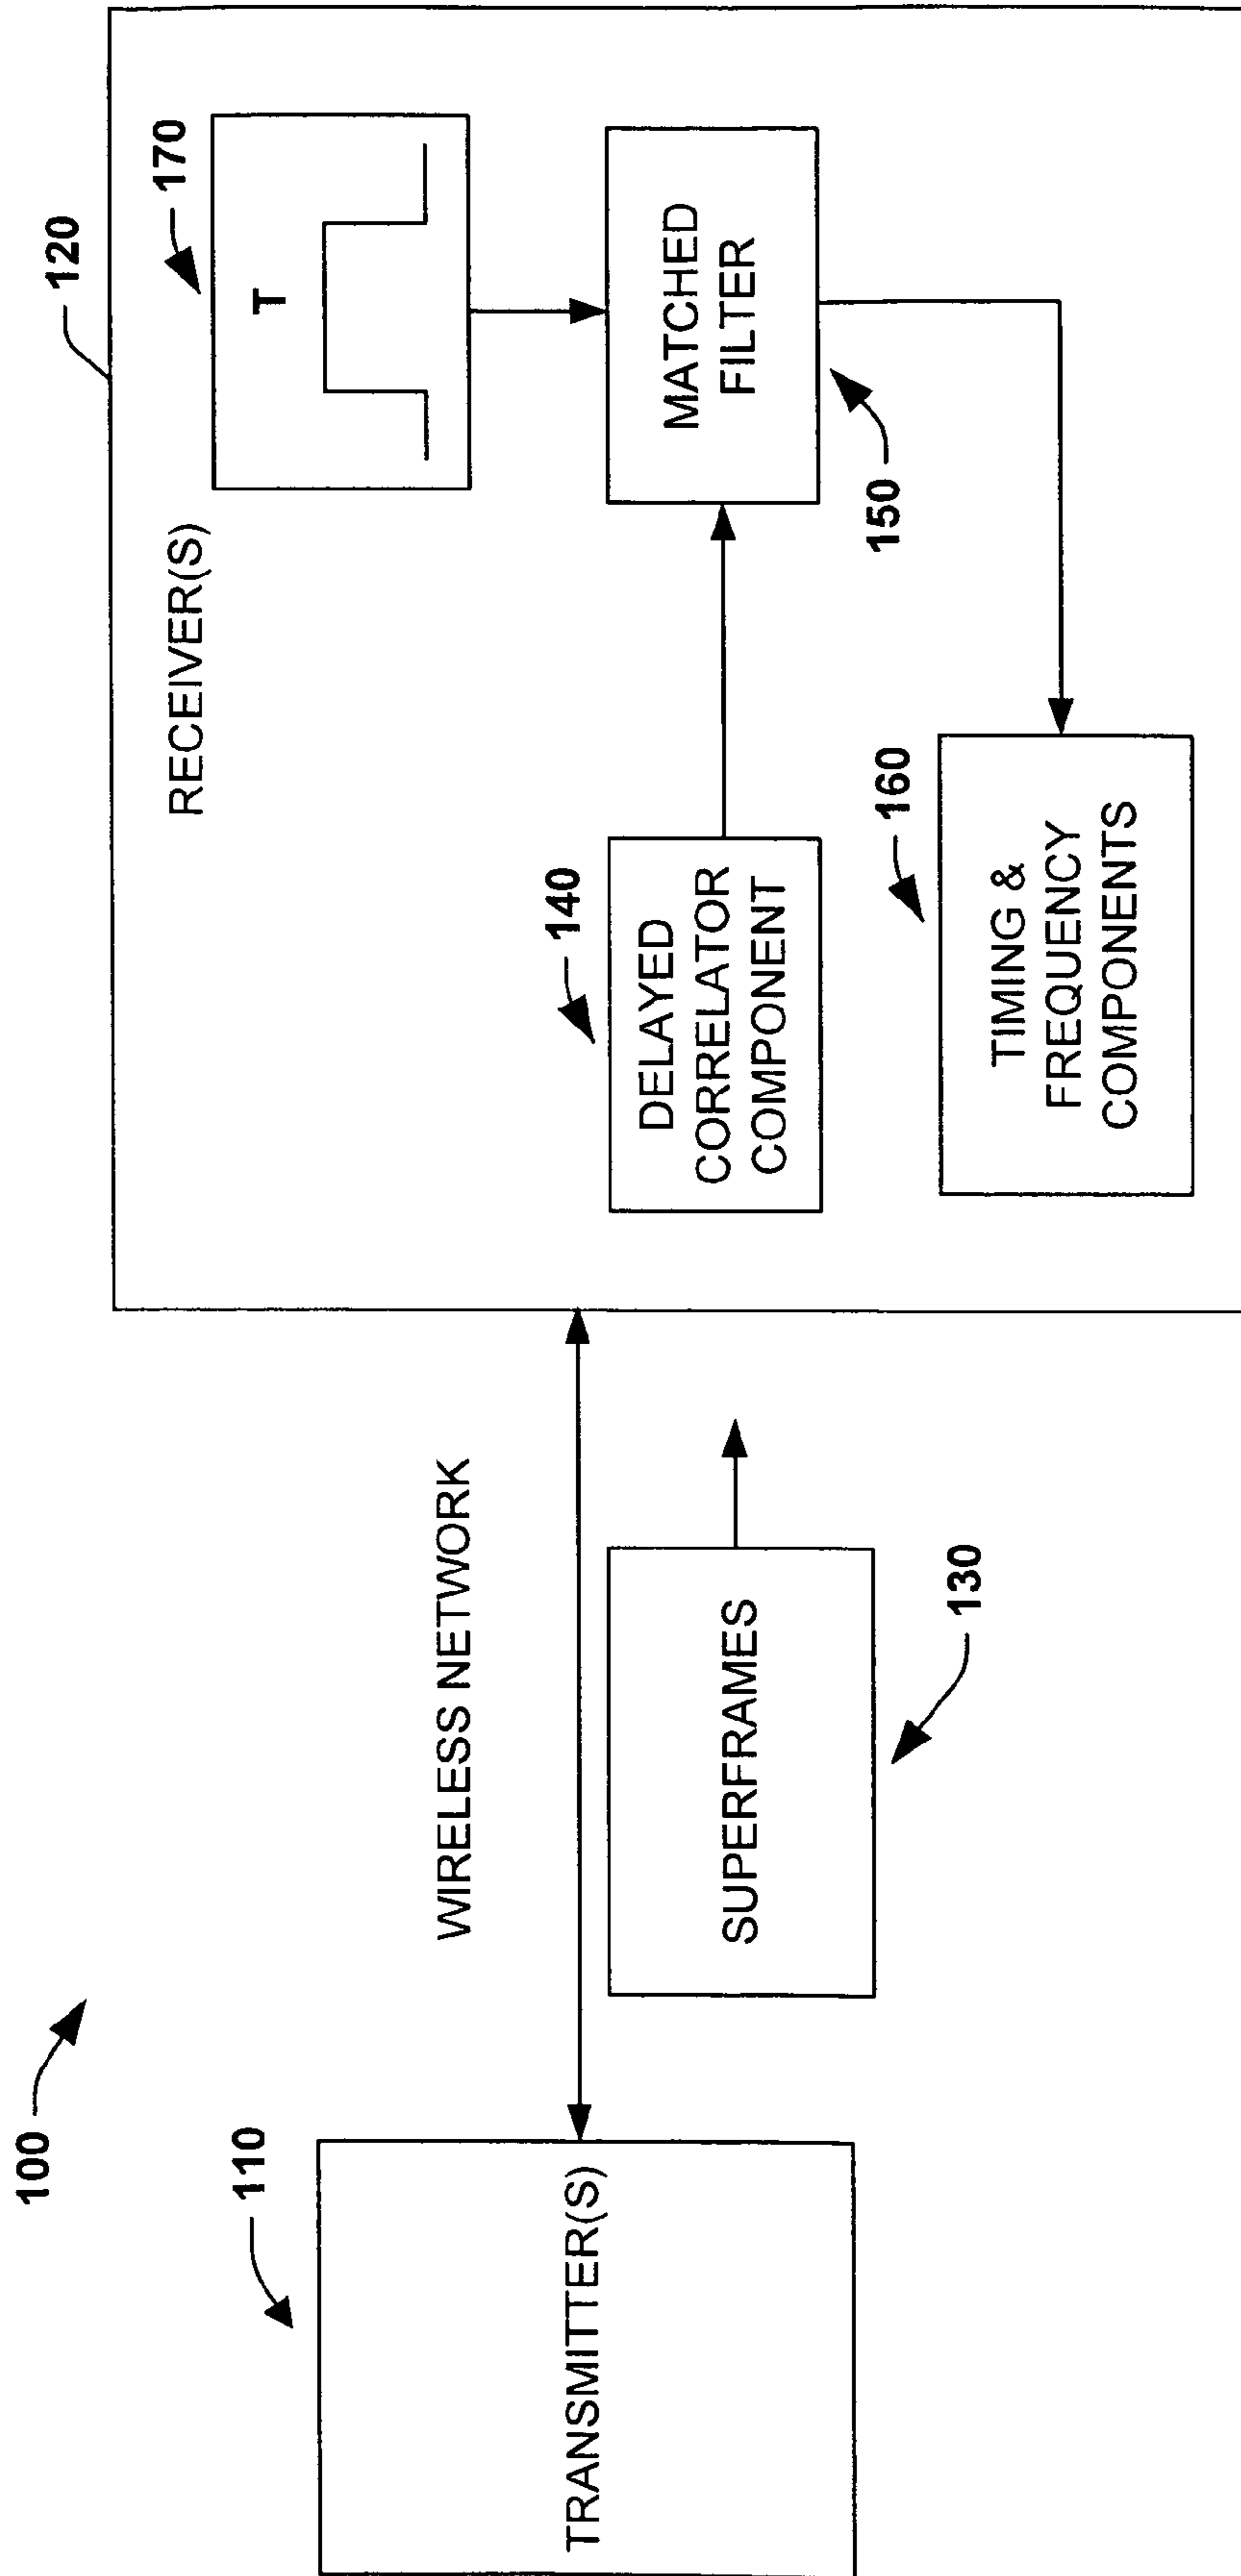 100
110
TRANSMITTER(S)
WIRELESS NETWORK
SUPERFRAMES
130
120
RECEIVER(S)
170
T
140
DELAYED
CORRELATOR
COMPONENT
MATCHED
FILTER
150
160
TIMING &
FREQUENCY
COMPONENTS